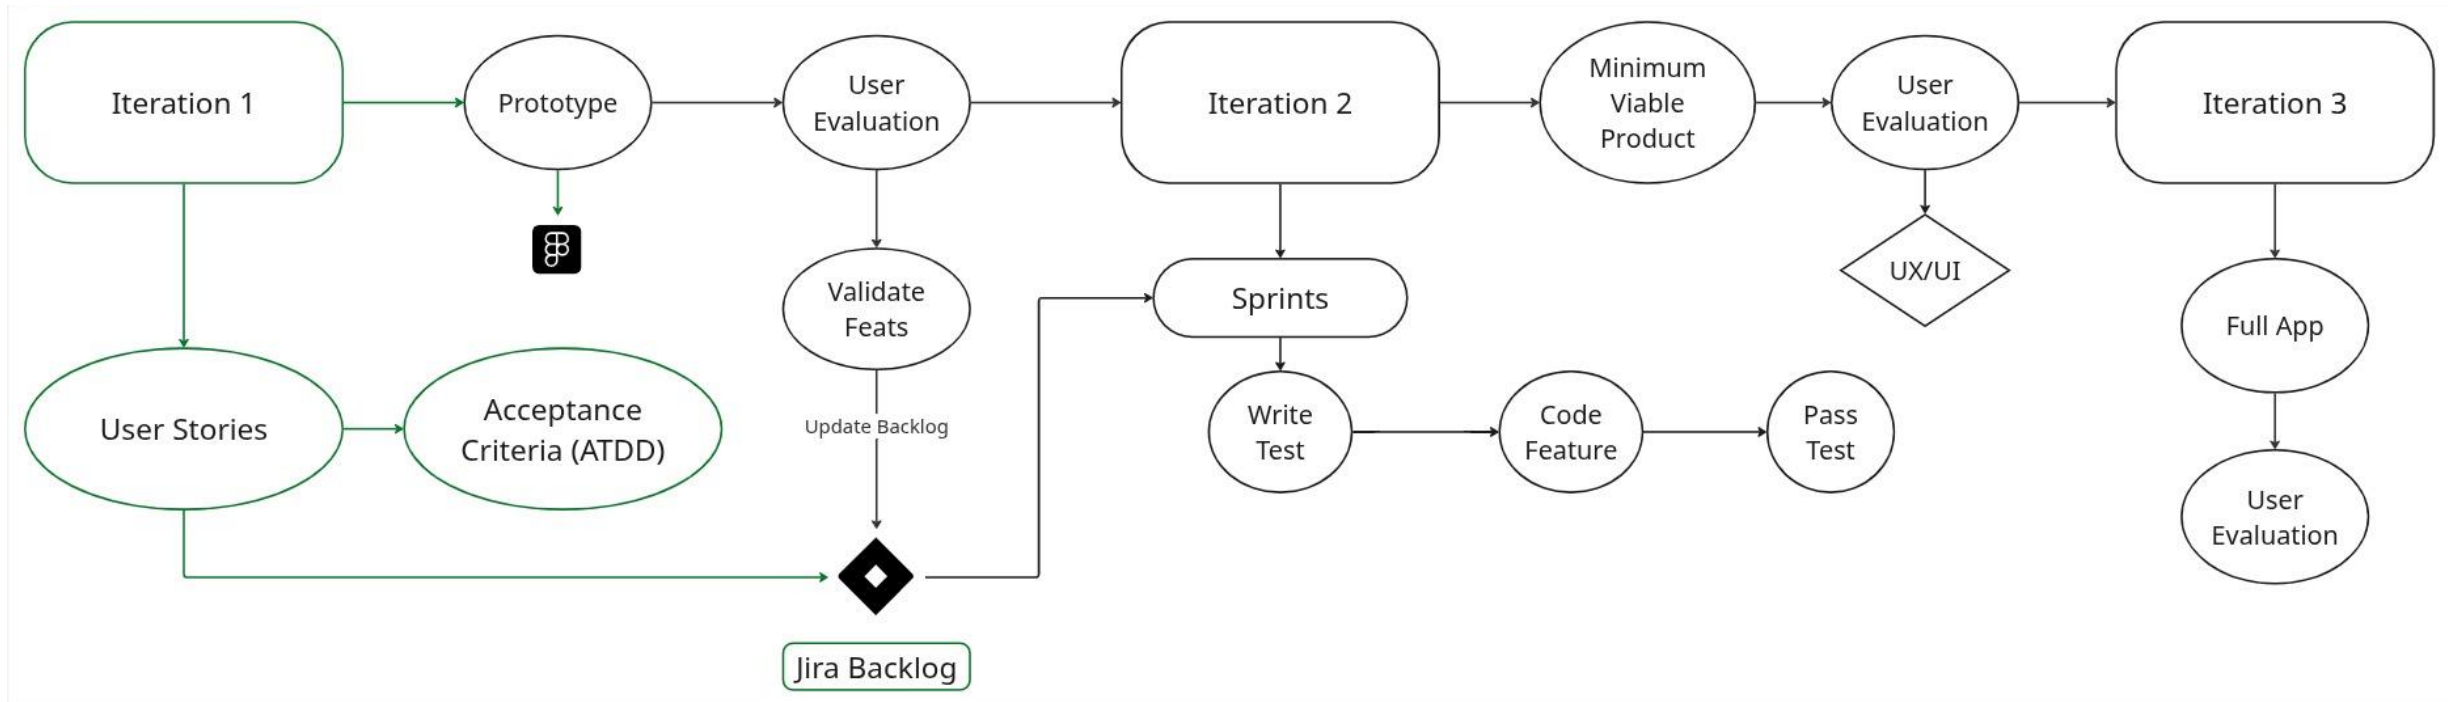 Iteration 1
Prototype
User
Evaluation
Iteration 2
Minimum
Viable
Product
User
Evaluation
Iteration 3
Validate
Feats
Sprints
UX/UI
Full App
User Stories
Acceptance
Criteria (ATDD)
Update Backlog
Write
Test
Code
Feature
Pass
Test
User
Evaluation
Jira Backlog